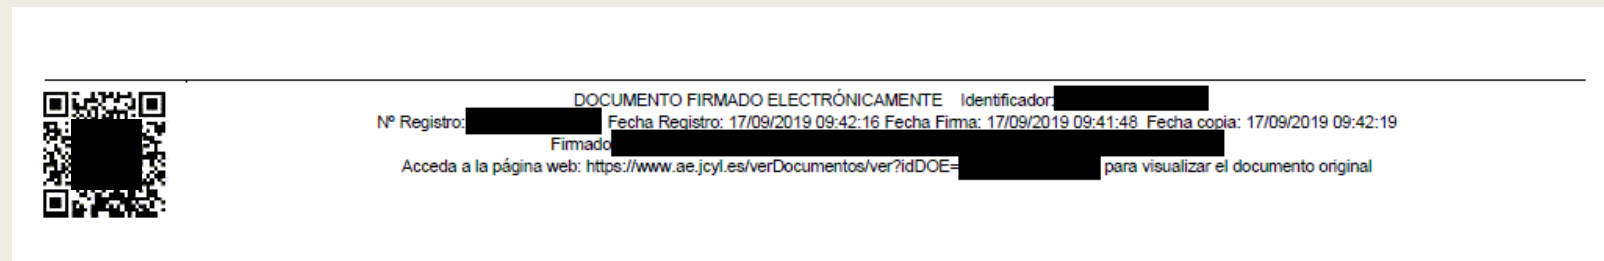 DOCUMENTO FIRMADO ELECTRÓNICAMENTE Identificador:
Nº Registro: Fecha Registro: 17/09/2019 09:42:16 Fecha Firma: 17/09/2019 09:41:48 Fecha copia: 17/09/2019 09:42:19
Firmado
Acceda a la página web: https://www.ae.jcyl.es/verDocumentos/ver?idDOE= para visualizar el documento original